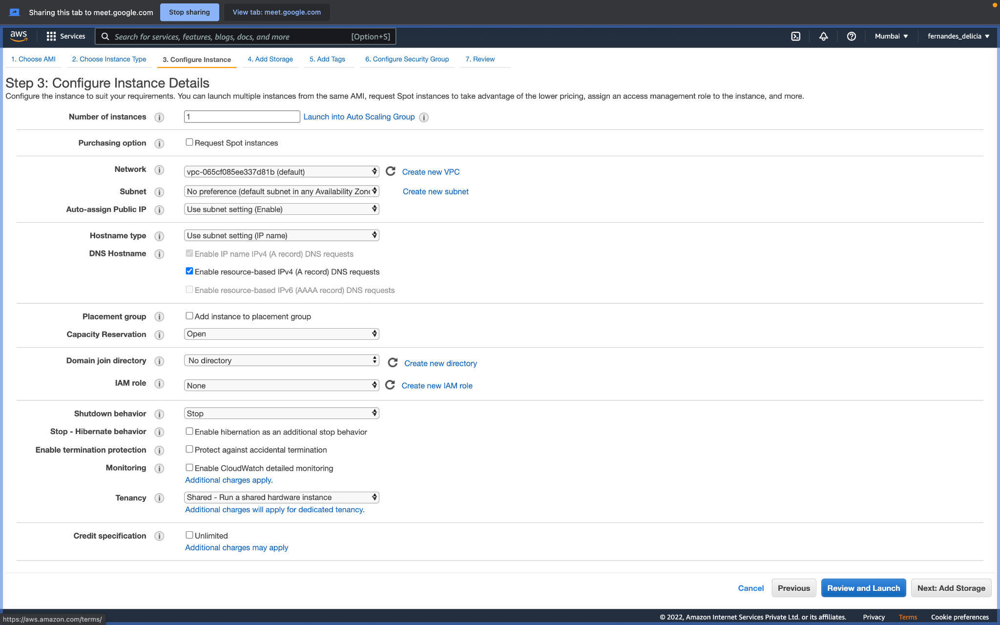 Sharing this tab to meet.google.com Stop sharing View tab: meet.google.com
aws Services Search for services, features, blogs, docs, and more [Option+S] Mumbai ▼ fernandes_delicia ▼
1. Choose AMI 2. Choose Instance Type 3. Configure Instance 4. Add Storage 5. Add Tags 6. Configure Security Group 7. Review
Step 3: Configure Instance Details
Configure the instance to suit your requirements. You can launch multiple instances from the same AMI, request Spot instances to take advantage of the lower pricing, assign an access management role to the instance, and more.
Number of instances i 1 Launch into Auto Scaling Group i
Purchasing option i Request Spot instances
Network i vpc-065cf085ee337d81b (default) Create new VPC
Subnet i No preference (default subnet in any Availability Zone Create new subnet
Auto-assign Public IP i Use subnet setting (Enable)
Hostname type i Use subnet setting (IP name)
DNS Hostname i Enable IP name IPv4 (A record) DNS requests
Enable resource-based IPv4 (A record) DNS requests
Enable resource-based IPv6 (AAAA record) DNS requests
Placement group i Add instance to placement group
Capacity Reservation i Open
Domain join directory i No directory Create new directory
IAM role i None Create new IAM role
Shutdown behavior i Stop
Stop - Hibernate behavior i Enable hibernation as an additional stop behavior
Enable termination protection i Protect against accidental termination
Monitoring i Enable CloudWatch detailed monitoring
Additional charges apply.
Tenancy i Shared - Run a shared hardware instance
Additional charges will apply for dedicated tenancy.
Credit specification i Unlimited
Additional charges may apply
Cancel Previous Review and Launch Next: Add Storage
© 2022, Amazon Internet Services Private Ltd. or its affiliates. Privacy Terms Cookie preferences
https://aws.amazon.com/terms/